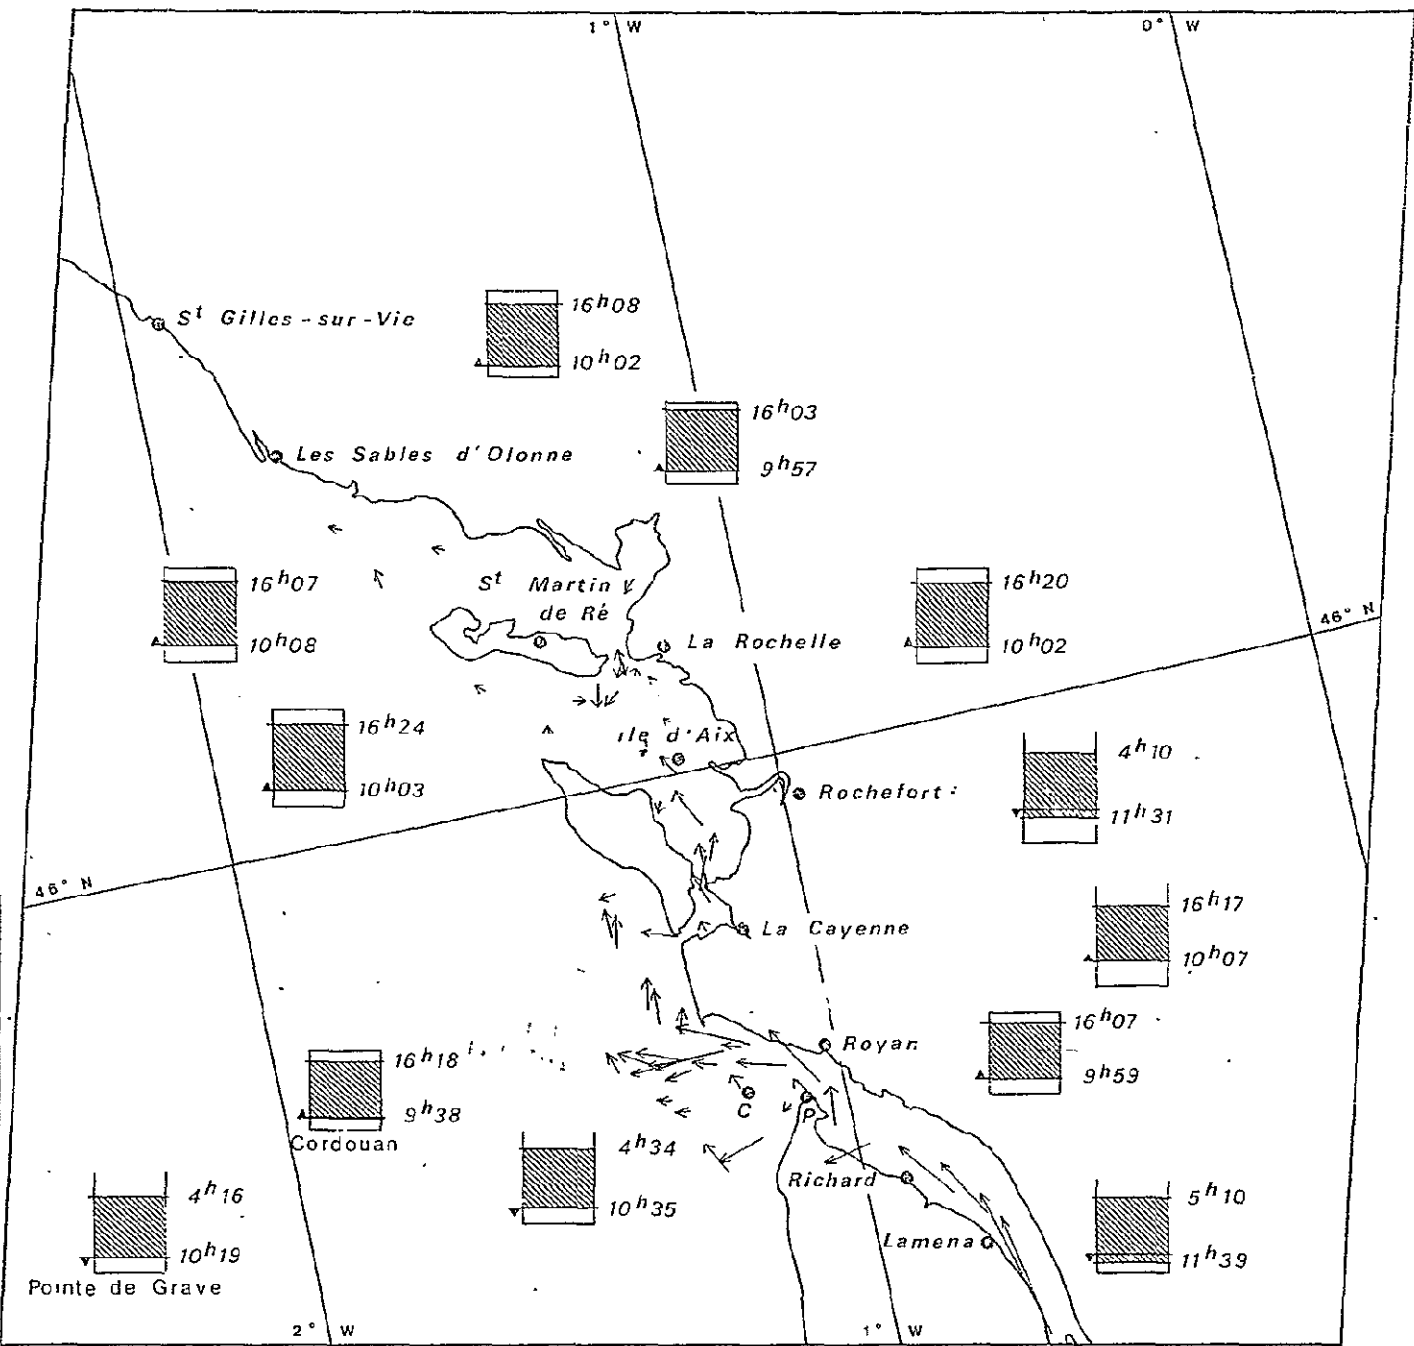 1° W
0° W
St Gilles-sur-Vie
16h08
10h02
16h03
9h57
Les Sables d'Olonne
16h07
10h08
St Martin
de Ré
La Rochelle
16h20
10h02
46° N
16h24
10h03
Ile d'Aix
Rochefort
4h10
11h31
46° N
La Cayenne
16h17
10h07
Royan
16h07
9h59
16h18
9h38
Cordouan
C
P
4h34
10h35
Richard
4h16
10h19
Pointe de Grave
Lamena
5h10
11h39
2° W
1° W